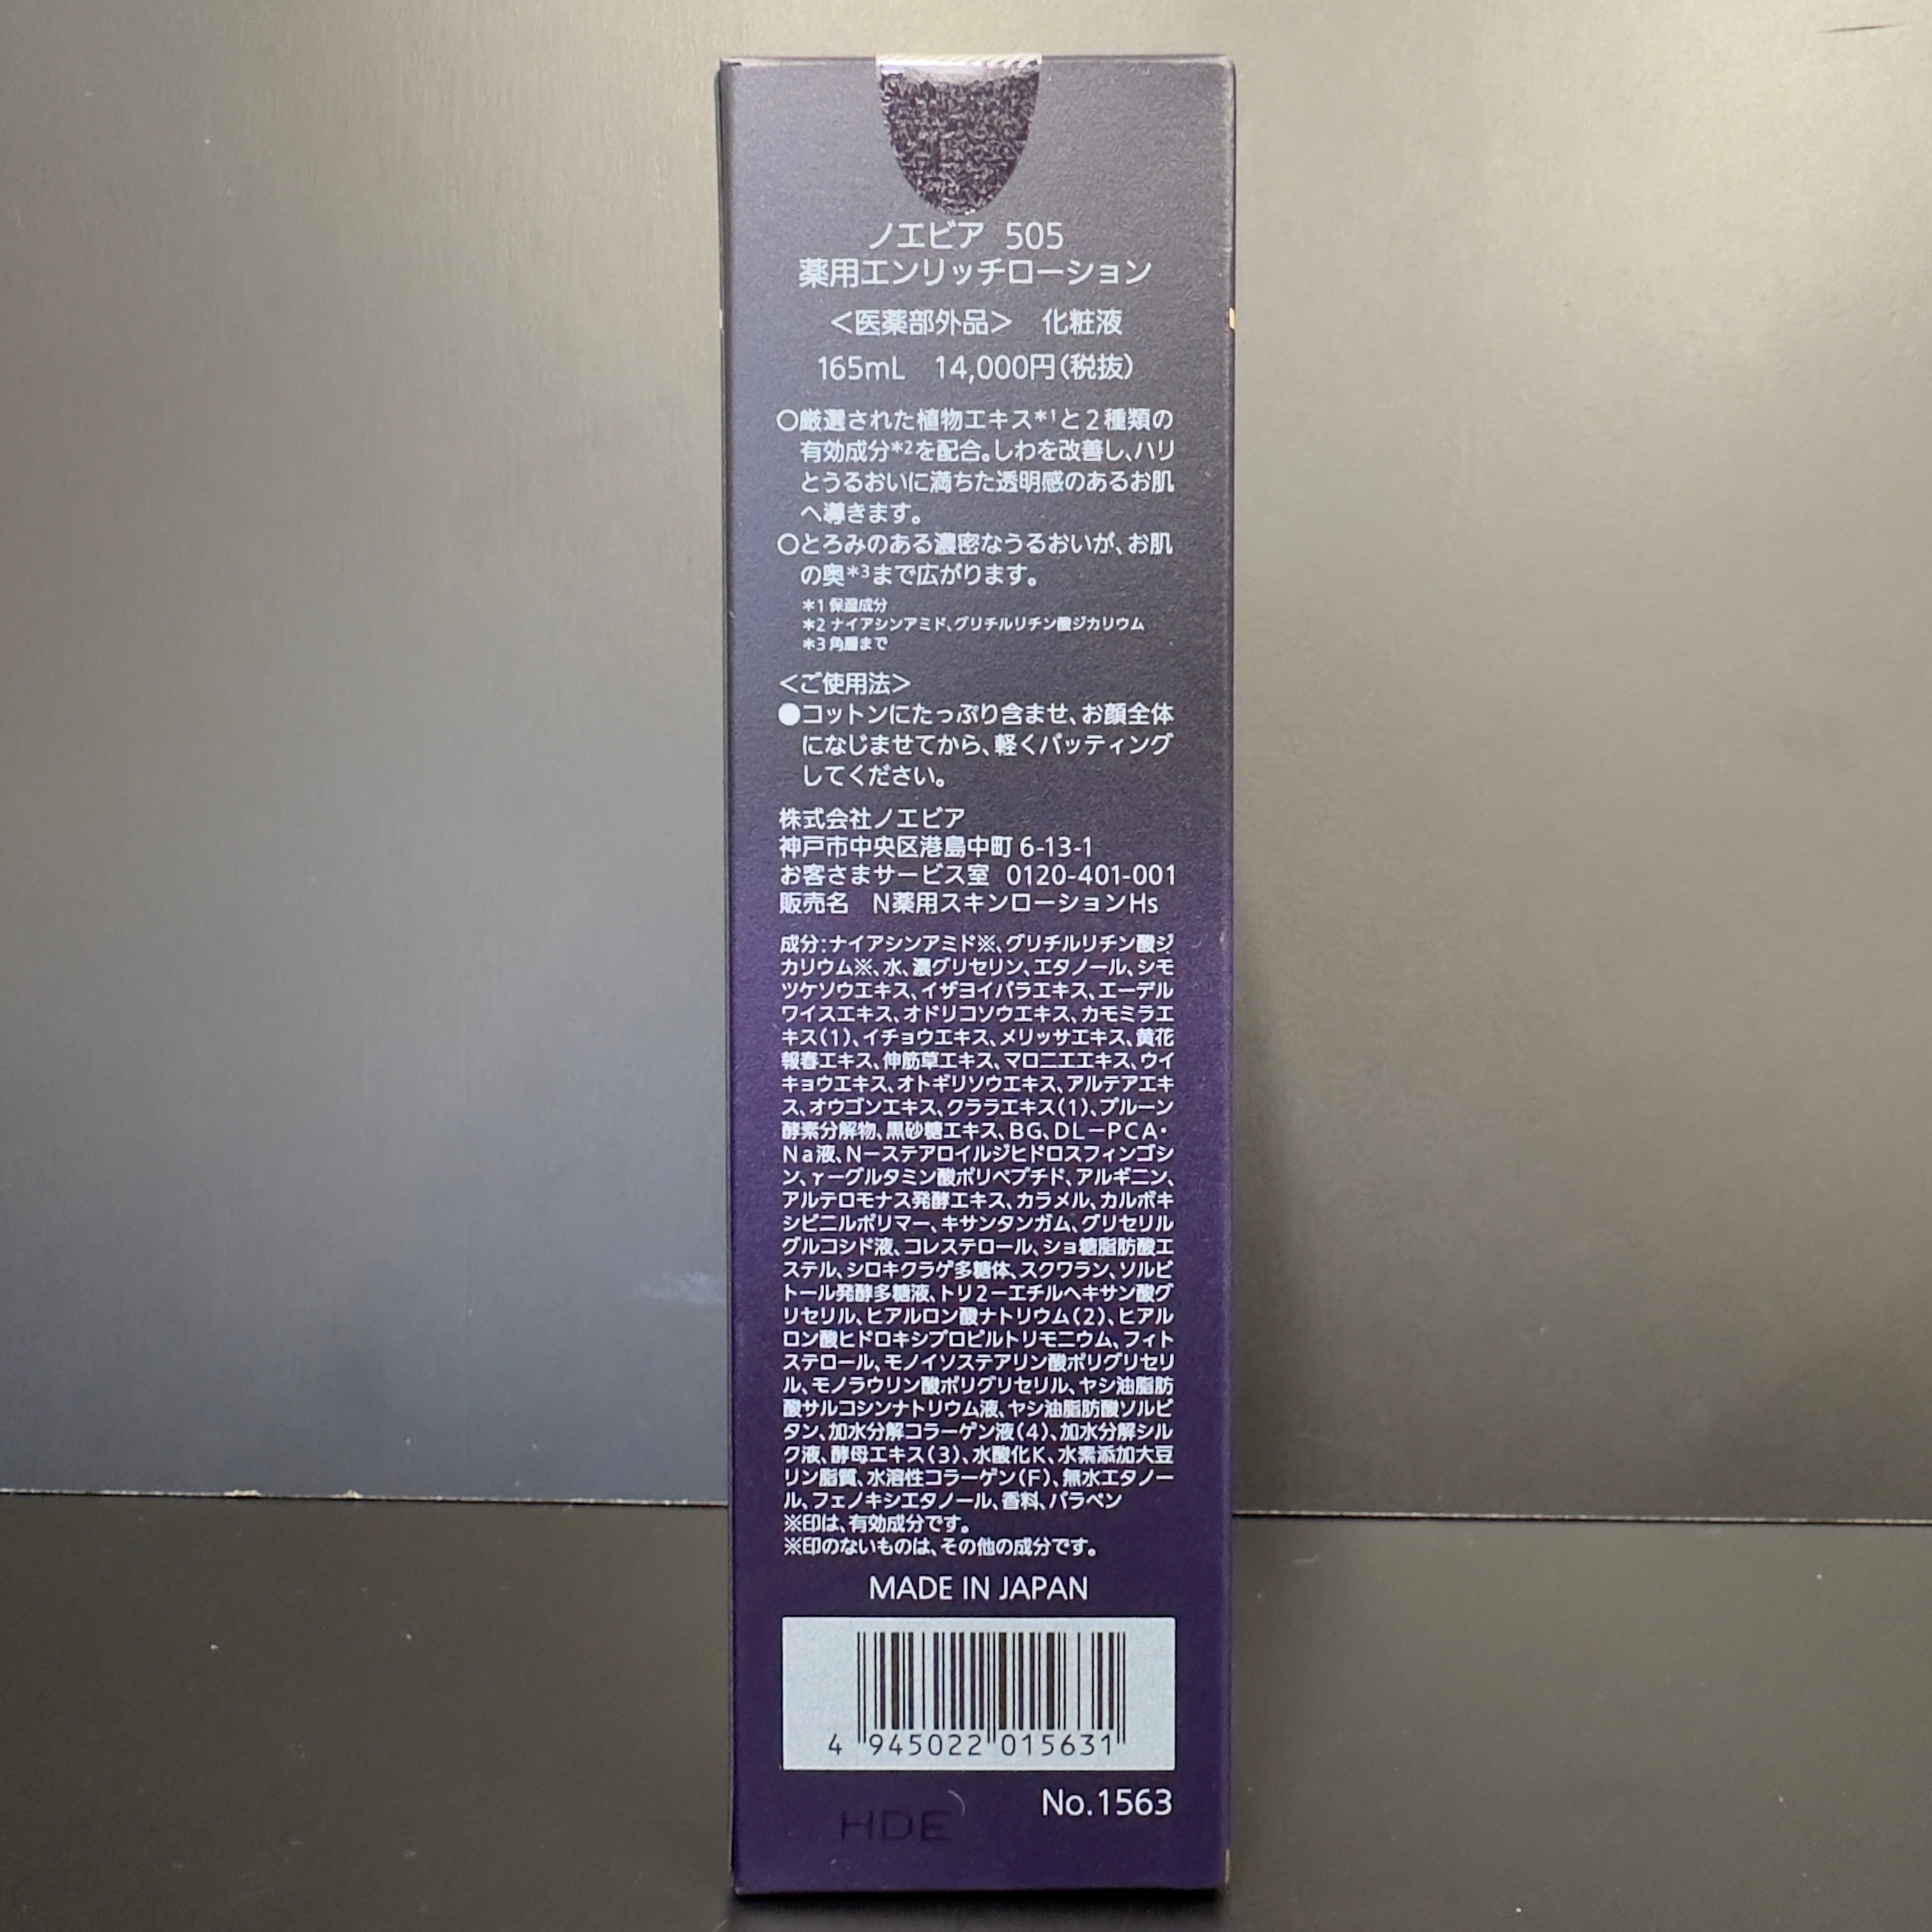 ノエビア 505
薬用エンリッチローション
＜医薬部外品＞ 化粧液
165mL 14,000円(税抜)
○厳選された植物エキス*1と2種類の
有効成分*2を配合。しわを改善し、ハリ
とうるおいに満ちた透明感のあるお肌
へ導きます。
○とろみのある濃密なうるおいが、お肌
の奥*3まで広がります。
*1 保湿成分
*2 ナイアシンアミド、グリチルリチン酸ジカリウム
*3 角層まで
＜ご使用法＞
●コットンにたっぷり含ませ、お顔全体
になじませてから、軽くパッティング
してください。
株式会社ノエビア
神戸市中央区港島中町 6-13-1
お客さまサービス室 0120-401-001
販売名 N薬用スキンローションHs
成分:ナイアシンアミド※、グリチルリチン酸ジ
カリウム※、水、濃グリセリン、エタノール、シモ
ツケソウエキス、イザヨイバラエキス、エーデル
ワイスエキス、オドリコソウエキス、カモミラエ
キス(1)、イチョウエキス、メリッサエキス、黄花
報春エキス、伸筋草エキス、マロニエエキス、ウイ
キョウエキス、オトギリソウエキス、アルテアエキ
ス、オウゴンエキス、クララエキス(1)、プルーン
酵素分解物、黒砂糖エキス、BG、DL－PCA・
Na液、N－ステアロイルジヒドロスフィンゴシ
ン、γ－グルタミン酸ポリペプチド、アルギニン、
アルテロモナス発酵エキス、カラメル、カルボキ
シビニルポリマー、キサンタンガム、グリセリル
グルコシド液、コレステロール、ショ糖脂肪酸エ
ステル、シロキクラゲ多糖体、スクワラン、ソルビ
トール発酵多糖液、トリ2－エチルヘキサン酸グ
リセリル、ヒアルロン酸ナトリウム(2)、ヒアル
ロン酸ヒドロキシプロピルトリモニウム、フィト
ステロール、モノイソステアリン酸ポリグリセリ
ル、モノラウリン酸ポリグリセリル、ヤシ油脂肪
酸サルコシンナトリウム液、ヤシ油脂肪酸ソルビ
タン、加水分解コラーゲン液(4)、加水分解シル
ク液、酵母エキス(3)、水酸化K、水素添加大豆
リン脂質、水溶性コラーゲン(F)、無水エタノー
ル、フェノキシエタノール、香料、パラベン
※印は、有効成分です。
※印のないものは、その他の成分です。
MADE IN JAPAN
4 945022 015631
No.1563
HDE